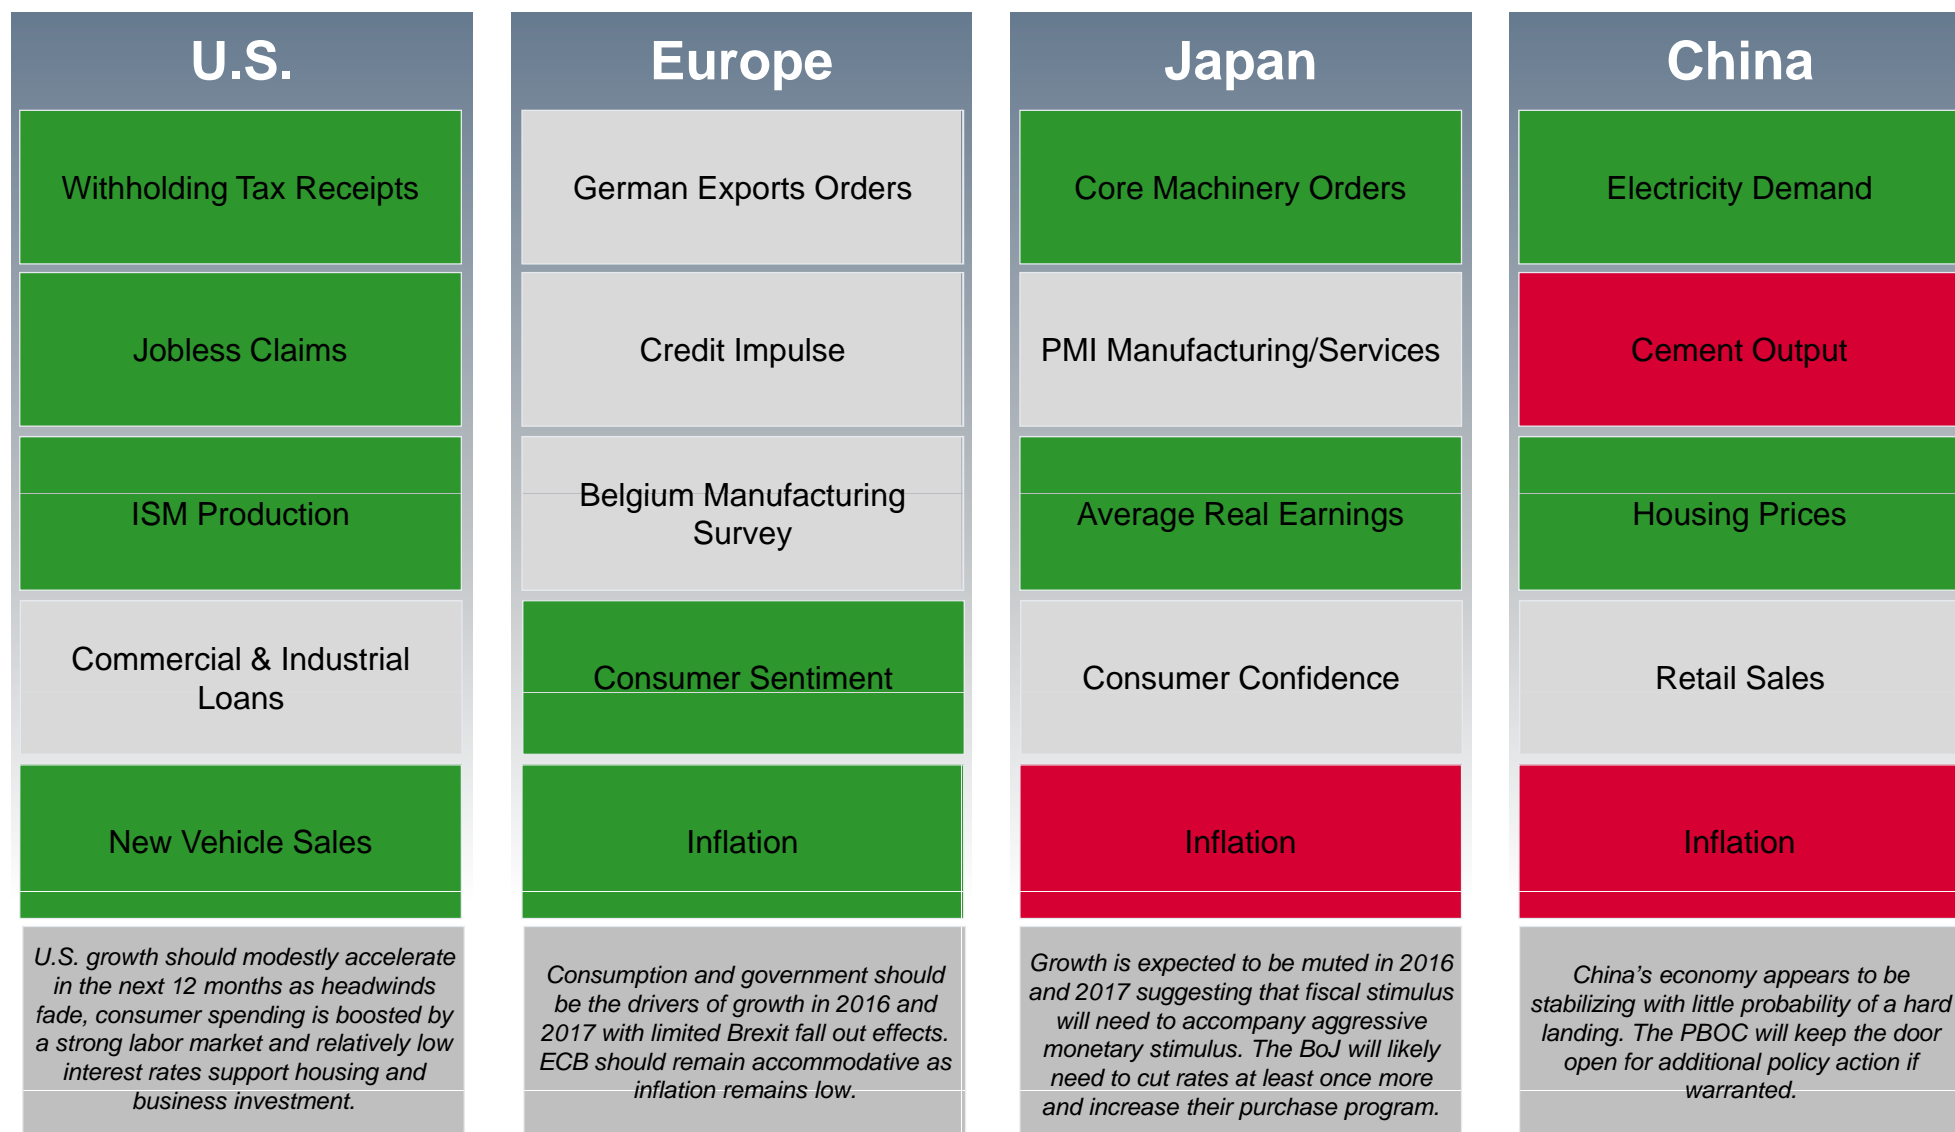 U.S.
Withholding Tax Receipts
Jobless Claims
ISM Production
Commercial & Industrial
Loans
New Vehicle Sales
U.S. growth should modestly accelerate
in the next 12 months as headwinds
fade, consumer spending is boosted by
a strong labor market and relatively low
interest rates support housing and
business investment.
Europe
German Exports Orders
Credit Impulse
Belgium Manufacturing
Survey
Consumer Sentiment
Inflation
Consumption and government should
be the drivers of growth in 2016 and
2017 with limited Brexit fall out effects.
ECB should remain accommodative as
inflation remains low.
Japan
Core Machinery Orders
PMI Manufacturing/Services
Average Real Earnings
Consumer Confidence
Inflation
Growth is expected to be muted in 2016
and 2017 suggesting that fiscal stimulus
will need to accompany aggressive
monetary stimulus. The BoJ will likely
need to cut rates at least once more
and increase their purchase program.
China
Electricity Demand
Cement Output
Housing Prices
Retail Sales
Inflation
China’s economy appears to be
stabilizing with little probability of a hard
landing. The PBOC will keep the door
open for additional policy action if
warranted.